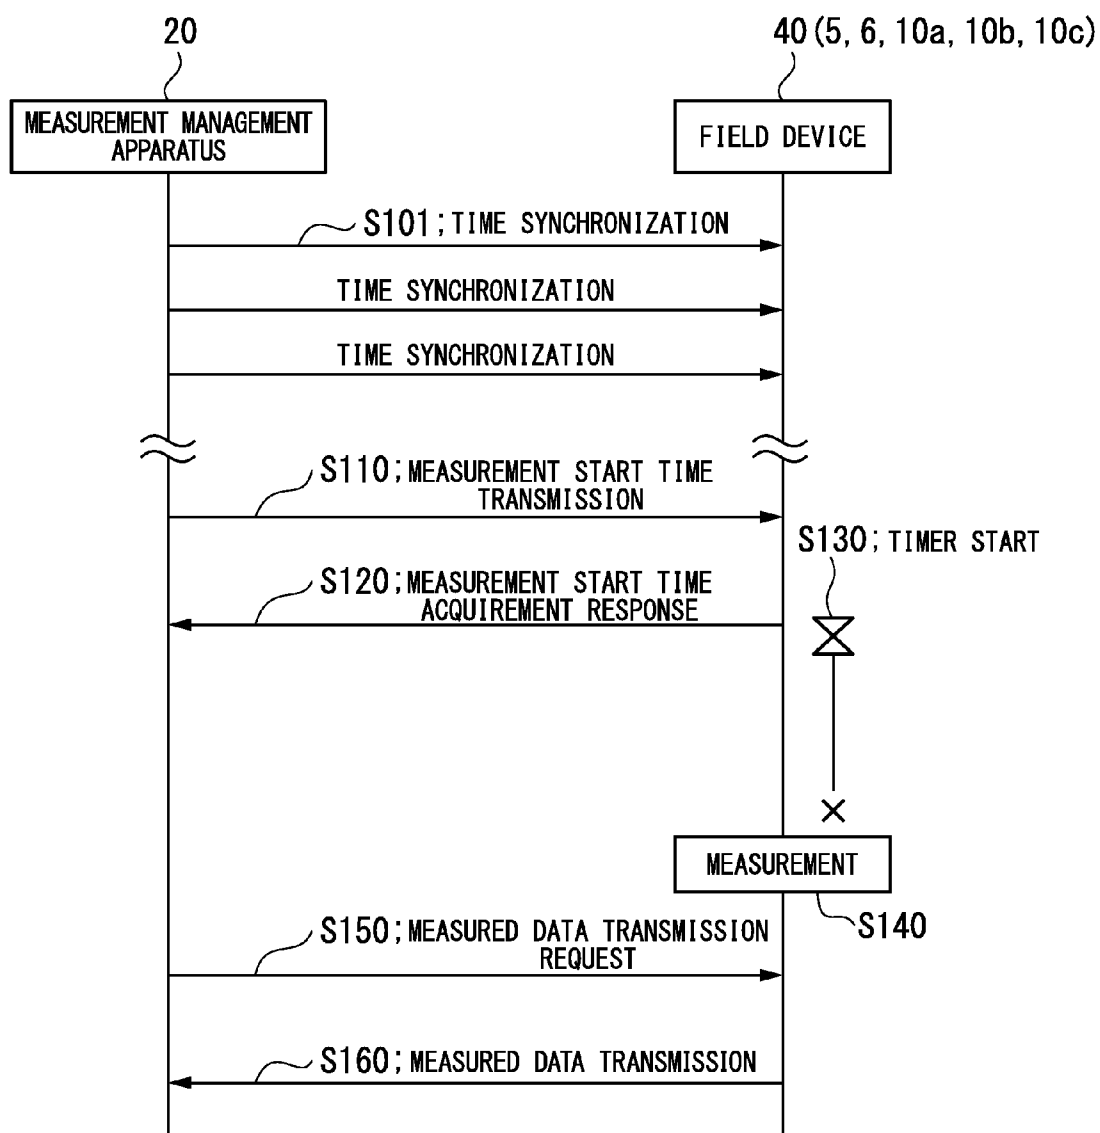 20
40 (5, 6, 10a, 10b, 10c)
MEASUREMENT MANAGEMENT
APPARATUS
FIELD DEVICE
S101; TIME SYNCHRONIZATION
TIME SYNCHRONIZATION
TIME SYNCHRONIZATION
S110; MEASUREMENT START TIME
TRANSMISSION
S130; TIMER START
S120; MEASUREMENT START TIME
ACQUIREMENT RESPONSE
MEASUREMENT
S140
S150; MEASURED DATA TRANSMISSION
REQUEST
S160; MEASURED DATA TRANSMISSION